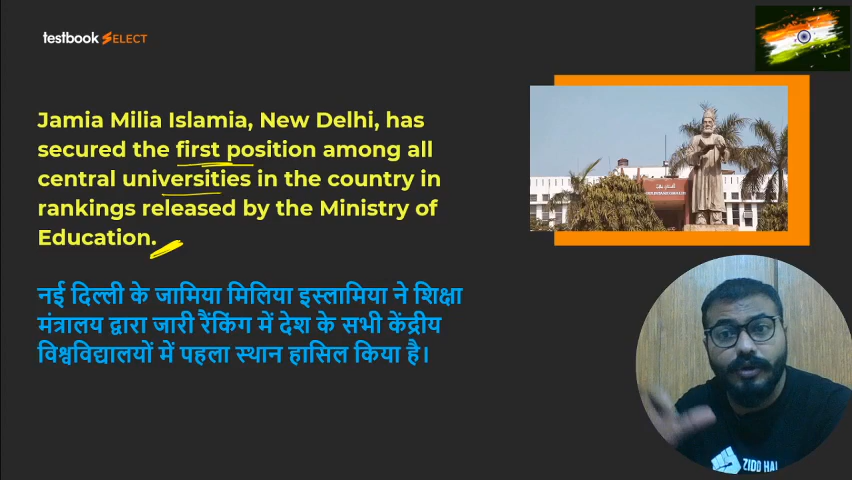 testbook SELECT
Jamia Milia Islamia, New Delhi, has
secured the first position among all
central universities in the country in
rankings released by the Ministry of
Education.
नई दिल्ली के जामिया मिलिया इस्लामिया ने शिक्षा
मंत्रालय द्वारा जारी रैंकिंग में देश के सभी केंद्रीय
विश्वविद्यालयों में पहला स्थान हासिल किया है।
ZIDD HAI